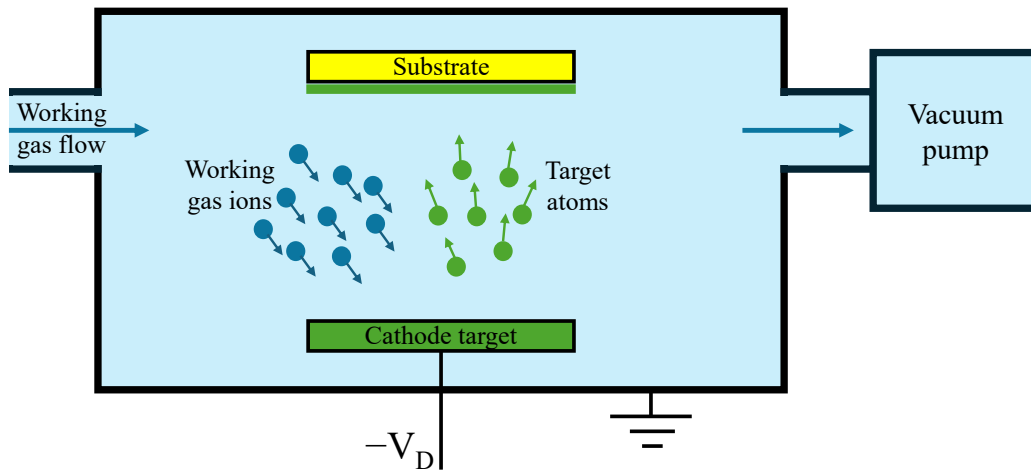 Substrate
Working
gas flow
Vacuum
pump
Working
gas ions
Target
atoms
Cathode target
−V_D